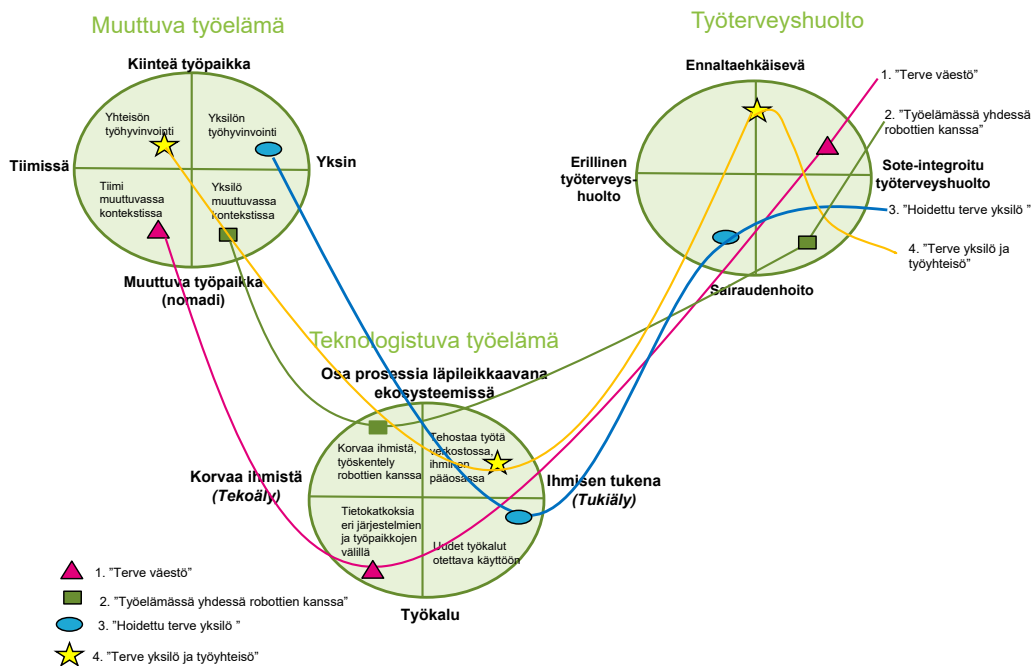 Muuttuva työelämä
Kiinteä työpaikka
Yhteisön
työhyvinvointi
Yksilön
työhyvinvointi
Tiimissä
Yksin
Tiimi
muuttuvassa
kontekstissa
Yksilö
muuttuvassa
kontekstissa
Muuttuva työpaikka
(nomadi)
Työterveyshuolto
Ennaltaehkäisevä
1. ”Terve väestö”
2. ”Työelämässä yhdessä
robottien kanssa”
Erillinen
työterveys-
huolto
Sote-integroitu
työterveyshuolto
3. ”Hoidettu terve yksilö ”
4. ”Terve yksilö ja
työyhteisö”
Sairaudenhoito
Teknologistuva työelämä
Osa prosessia läpileikkaavana
ekosysteemissä
Korvaa ihmistä,
työskentely
robottien kanssa
Tehostaa työtä
verkostossa,
ihminen
pääosassa
Korvaa ihmistä
(Tekoäly)
Ihmisen tukena
(Tukiäly)
Tietokatkoksia
eri järjestelmien
ja työpaikkojen
välillä
Uudet työkalut
otettava käyttöön
Työkalu
1. ”Terve väestö”
2. ”Työelämässä yhdessä robottien kanssa”
3. ”Hoidettu terve yksilö ”
4. ”Terve yksilö ja työyhteisö”